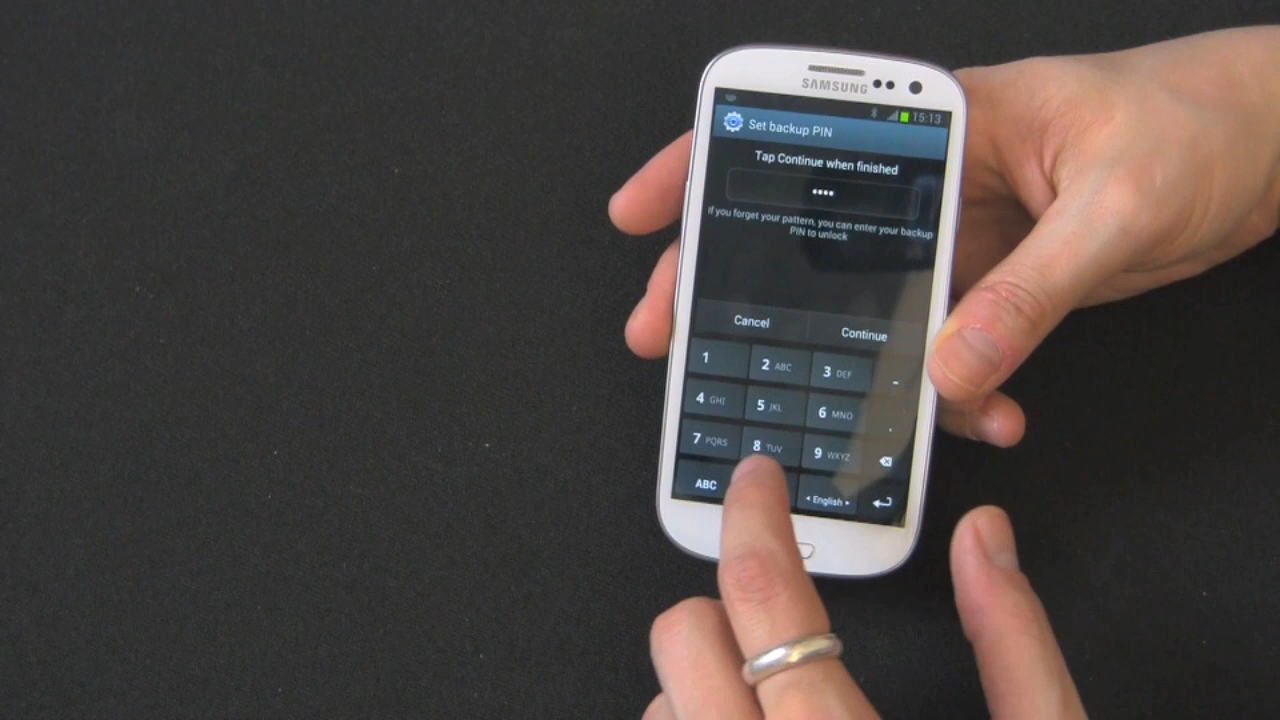 SAMSUNG
15:13
Set backup PIN
Tap Continue when finished
••••
If you forget your pattern, you can enter your backup
PIN to unlock
Cancel Continue
1 2 ABC 3 DEF -
4 GHI 5 JKL 6 MNO .
7 PQRS 8 TUV 9 WXYZ
ABC English